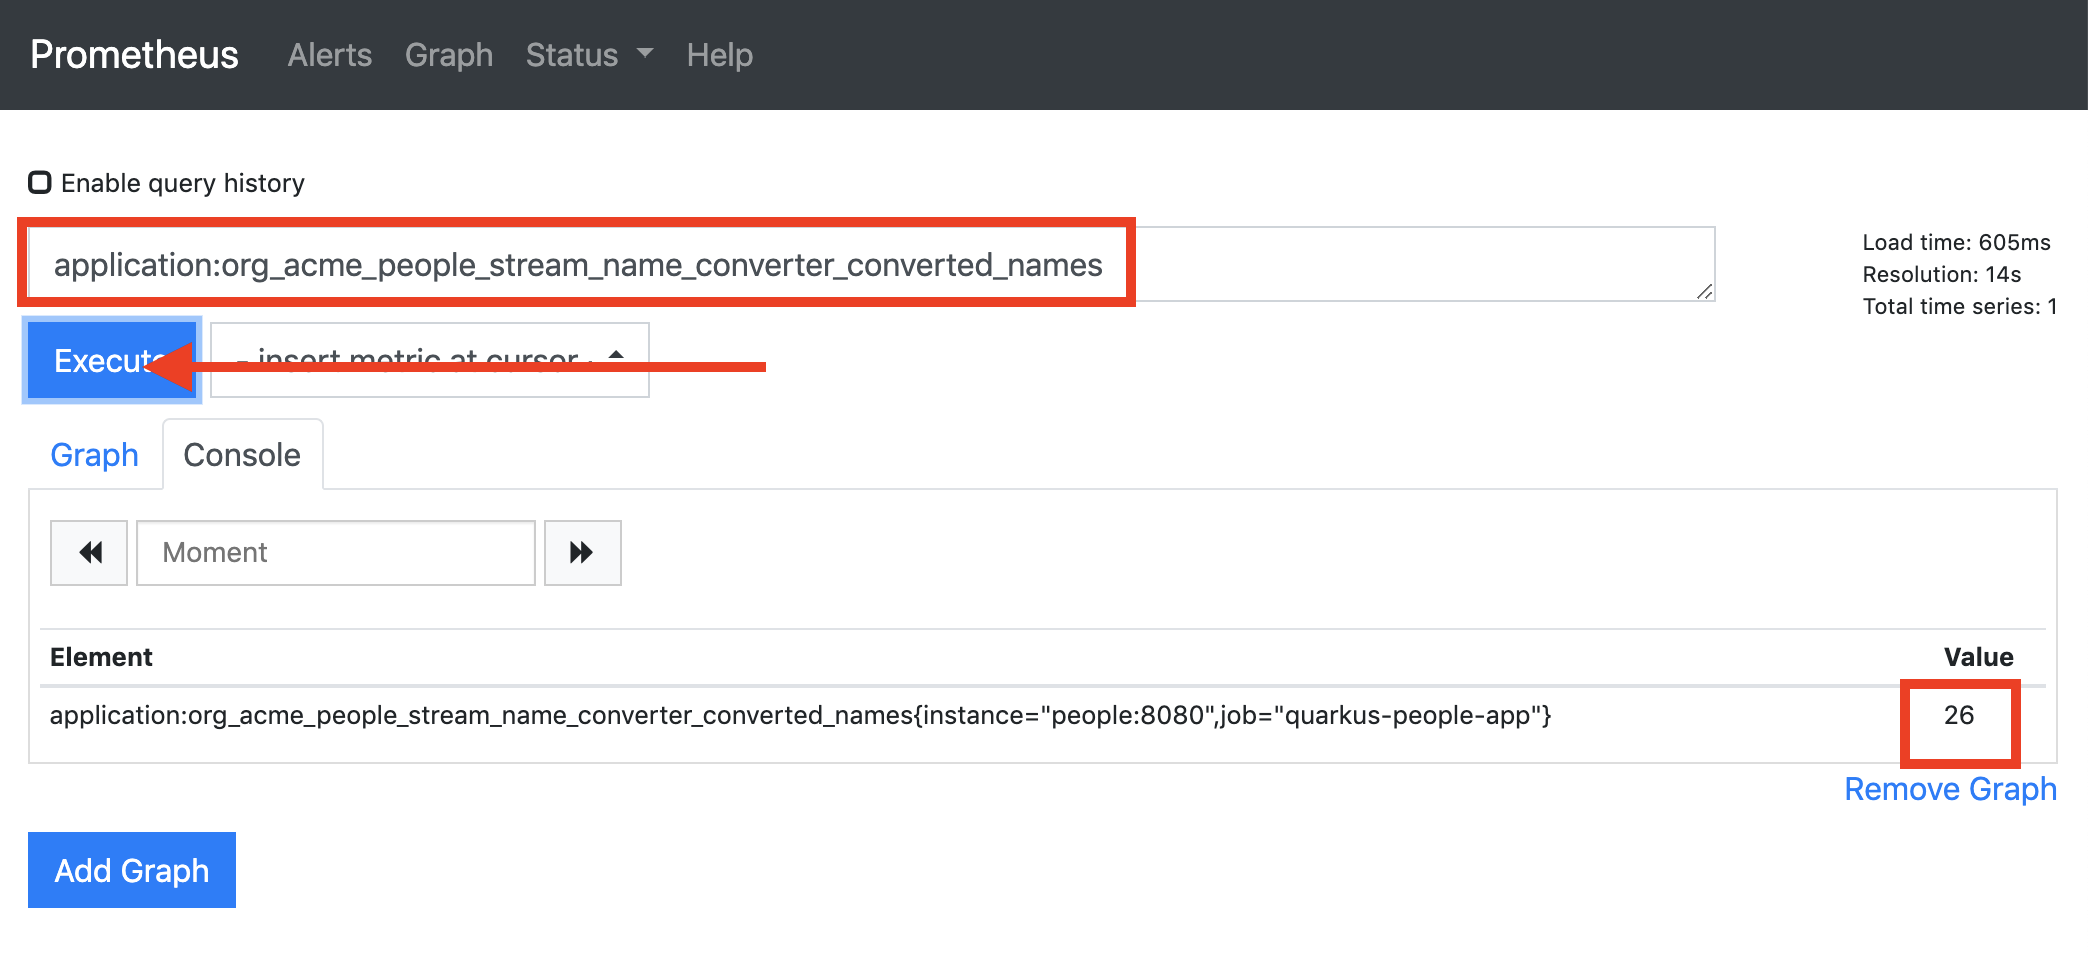 Prometheus Alerts Graph Status Help
Enable query history
application:org_acme_people_stream_name_converter_converted_names
Load time: 605ms
Resolution: 14s
Total time series: 1
Execute - insert metric at cursor -
Graph Console
Moment
Element Value
application:org_acme_people_stream_name_converter_converted_names{instance="people:8080",job="quarkus-people-app"} 26
Remove Graph
Add Graph